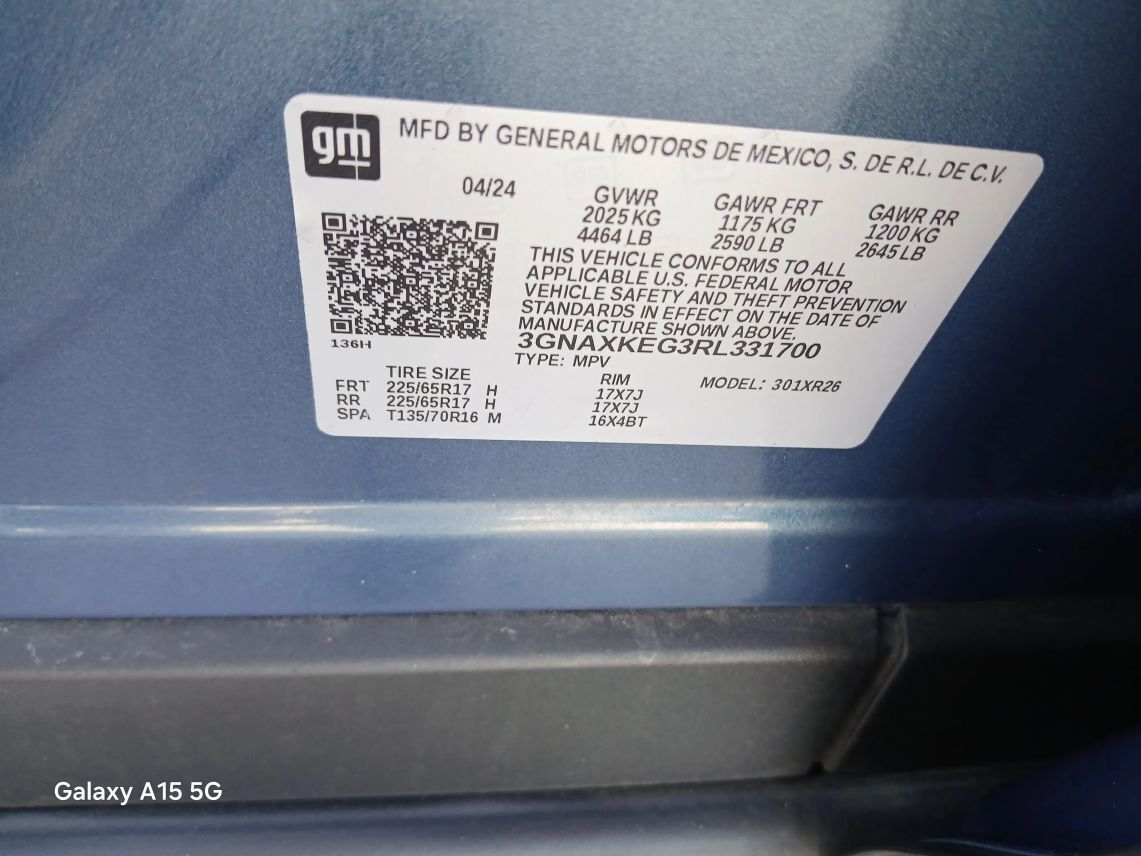 gm
MFD BY GENERAL MOTORS DE MEXICO, S. DE R.L. DE C.V.
04/24
GVWR GAWR FRT GAWR RR
2025 KG 1175 KG 1200 KG
4464 LB 2590 LB 2645 LB
THIS VEHICLE CONFORMS TO ALL
APPLICABLE U.S. FEDERAL MOTOR
VEHICLE SAFETY AND THEFT PREVENTION
STANDARDS IN EFFECT ON THE DATE OF
MANUFACTURE SHOWN ABOVE.
136H
3GNAXKEG3RL331700
TYPE: MPV
TIRE SIZE RIM MODEL: 301XR26
FRT 225/65R17 H 17X7J
RR 225/65R17 H 17X7J
SPA T135/70R16 M 16X4BT
Galaxy A15 5G